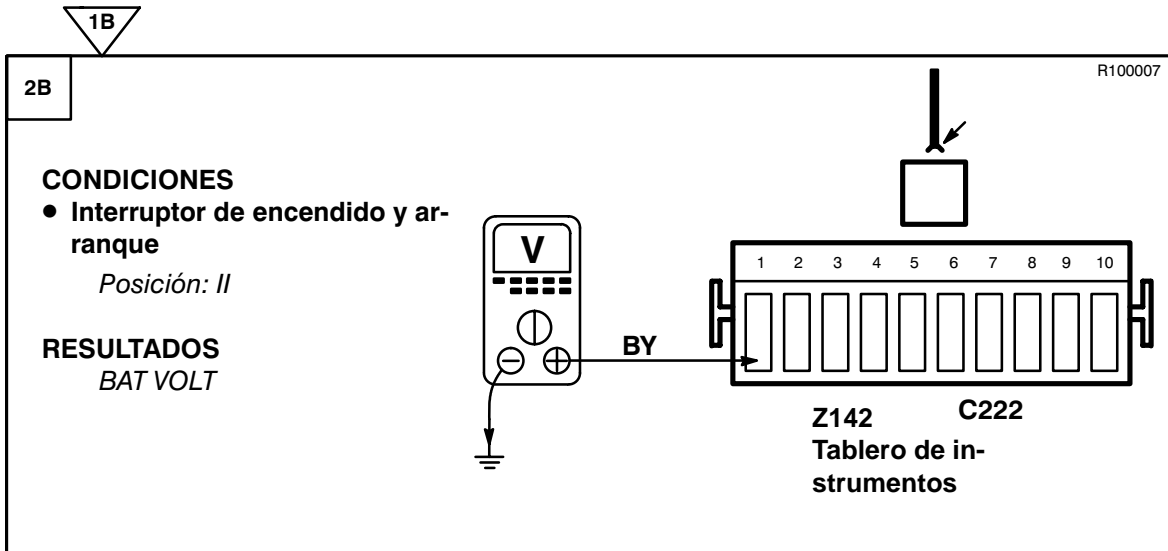 1B
2B
R100007
CONDICIONES
● Interruptor de encendido y ar-
ranque
Posición: II
RESULTADOS
BAT VOLT
V
BY
1 2 3 4 5 6 7 8 9 10
Z142 C222
Tablero de in-
strumentos